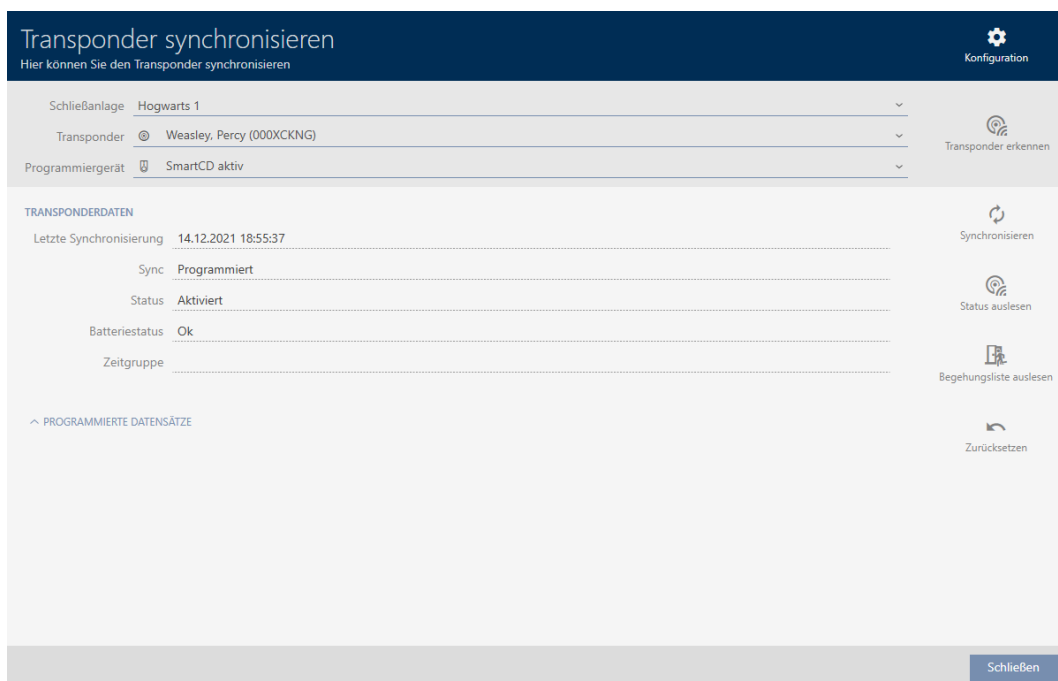 Transponder synchronisieren
Hier können Sie den Transponder synchronisieren
Konfiguration
Schließanlage Hogwarts 1
Transponder Weasley, Percy (000XCKNG)
Programmiergerät SmartCD aktiv
Transponder erkennen
TRANSPONDERDATEN
Letzte Synchronisierung 14.12.2021 18:55:37
Sync Programmiert
Status Aktiviert
Batteriestatus Ok
Zeitgruppe
PROGRAMMIERTE DATENSÄTZE
Synchronisieren
Status auslesen
Begehungsliste auslesen
Zurücksetzen
Schließen